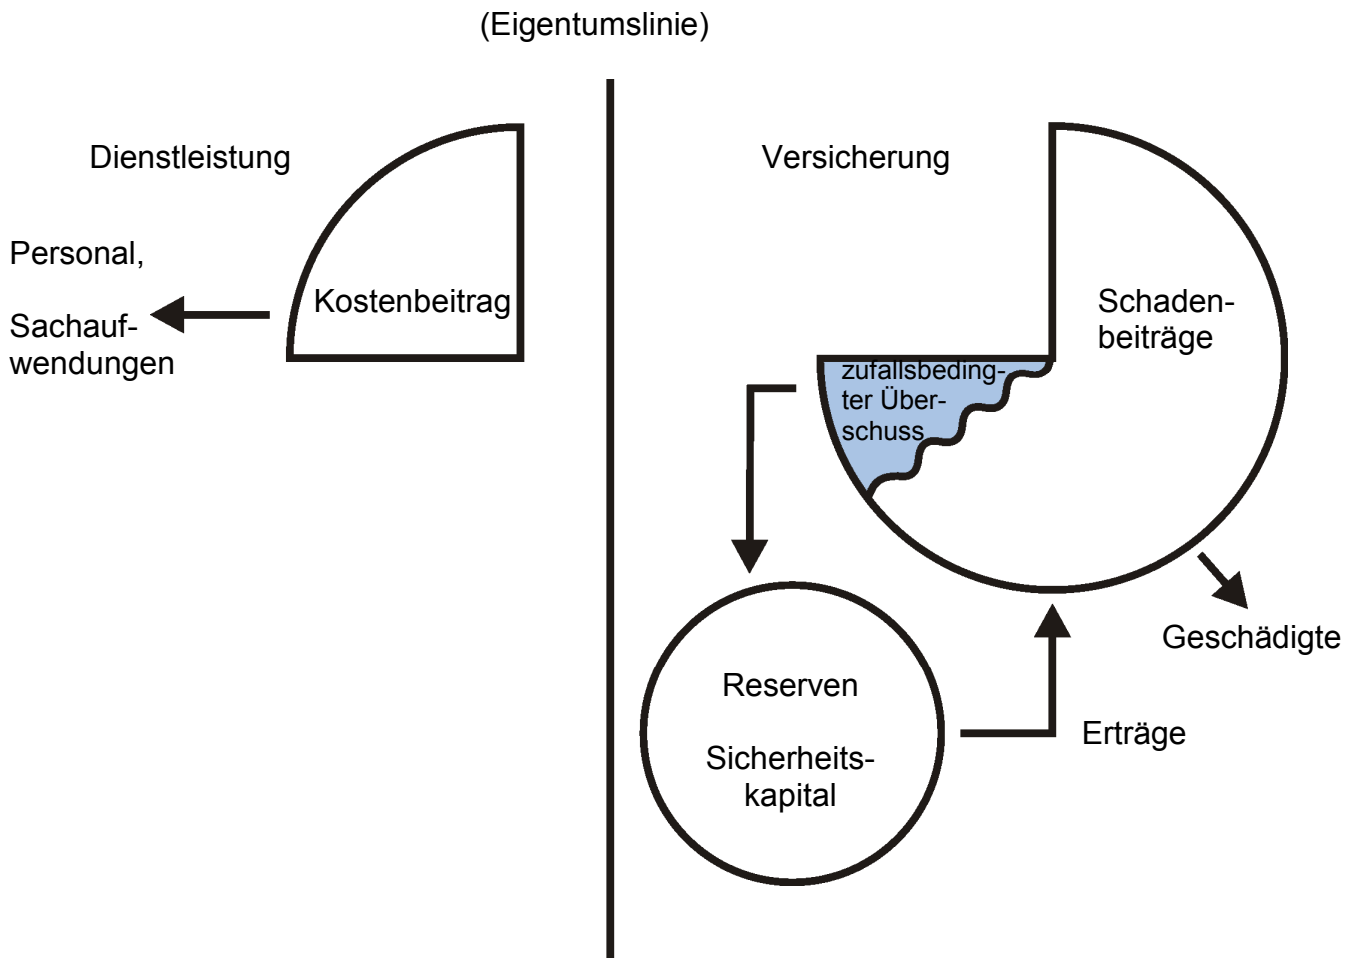 (Eigentumslinie)
Dienstleistung
Personal,
Sachauf-
wendungen
Kostenbeitrag
Versicherung
Schaden-
beiträge
zufallsbeding-
ter Über-
schuss
Geschädigte
Reserven
Sicherheits-
kapital
Erträge